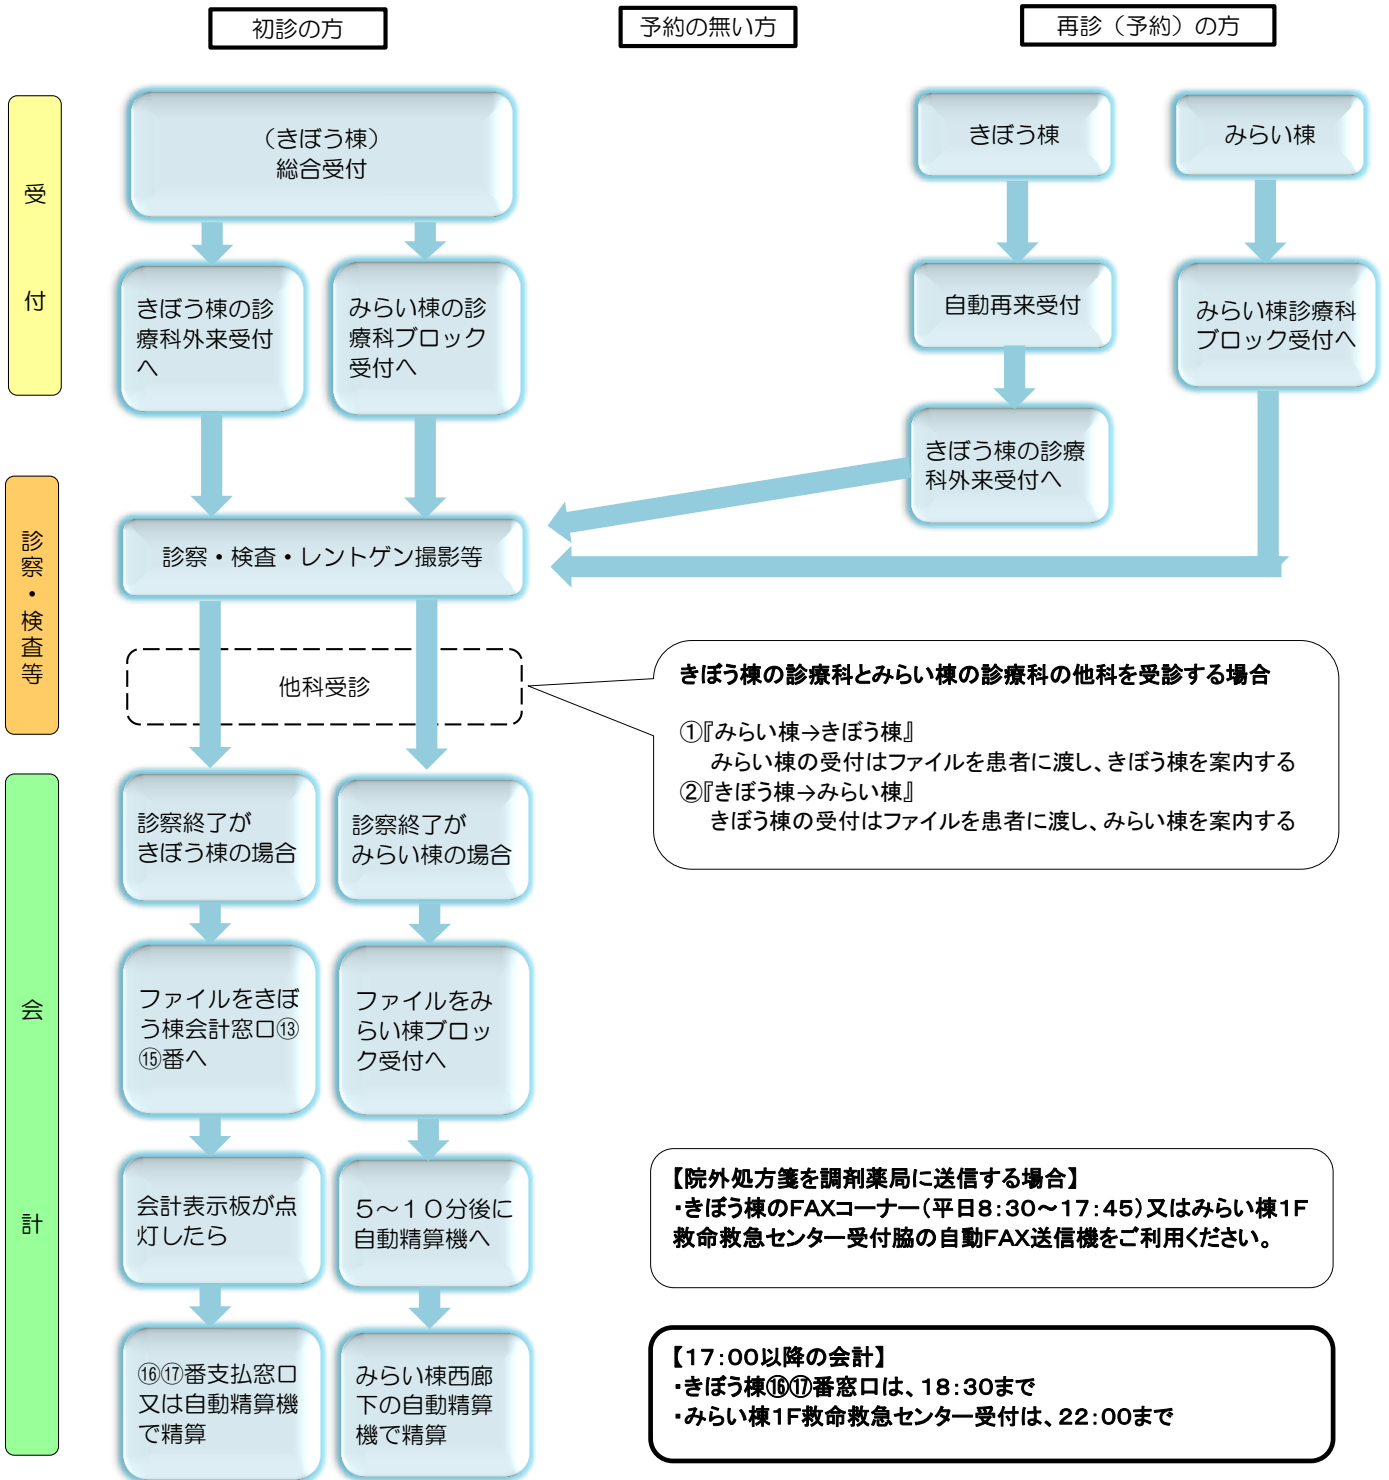 初診の方
予約の無い方
再診（予約）の方
受
付
（きぼう棟）
総合受付
きぼう棟
みらい棟
きぼう棟の診
療科外来受付
へ
みらい棟の診
療科ブロック
受付へ
自動再来受付
みらい棟診療科
ブロック受付へ
きぼう棟の診療
科外来受付へ
診
察
・
検
査
等
診察・検査・レントゲン撮影等
他科受診
きぼう棟の診療科とみらい棟の診療科の他科を受診する場合
①『みらい棟→きぼう棟』
みらい棟の受付はファイルを患者に渡し、きぼう棟を案内する
②『きぼう棟→みらい棟』
きぼう棟の受付はファイルを患者に渡し、みらい棟を案内する
会
計
診察終了が
きぼう棟の場合
診察終了が
みらい棟の場合
ファイルをきぼ
う棟会計窓口⑬
⑮番へ
ファイルをみ
らい棟ブロッ
ク受付へ
会計表示板が点
灯したら
５～１０分後に
自動精算機へ
⑯⑰番支払窓口
又は自動精算機
で精算
みらい棟西廊
下の自動精算
機で精算
【院外処方箋を調剤薬局に送信する場合】
・きぼう棟のFAXコーナー（平日8：30～17：45）又はみらい棟1F
救命救急センター受付脇の自動FAX送信機をご利用ください。
【17：00以降の会計】
・きぼう棟⑯⑰番窓口は、18：30まで
・みらい棟1F救命救急センター受付は、22：00まで